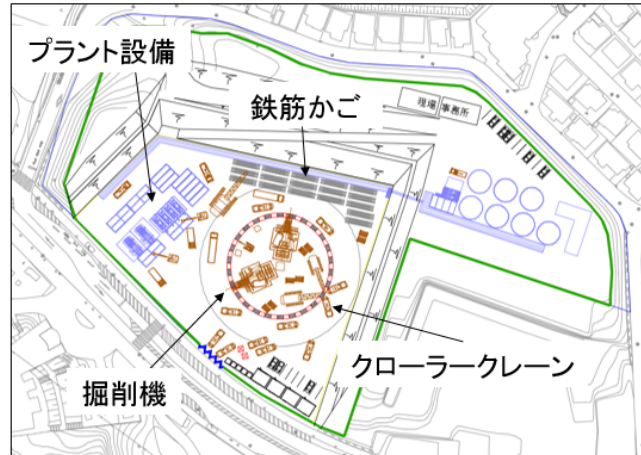 プラント設備
鉄筋かご
現場事務所
クローラークレーン
掘削機